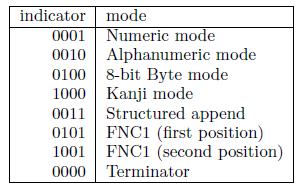 indicator mode
0001 Numeric mode
0010 Alphanumeric mode
0100 8-bit Byte mode
1000 Kanji mode
0011 Structured append
0101 FNC1 (first position)
1001 FNC1 (second position)
0000 Terminator